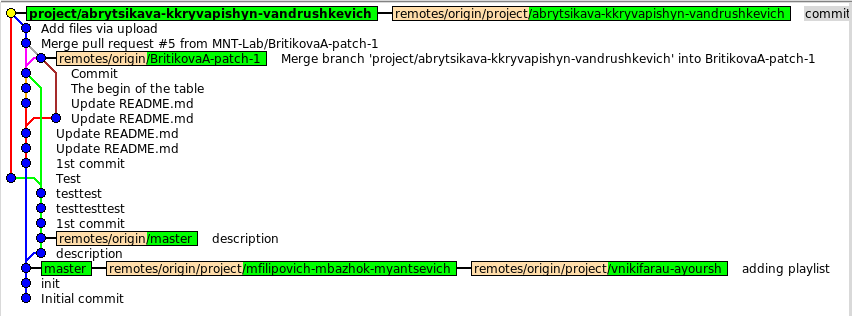 project/abrytsikava-kkryvapishyn-vandrushkevich remotes/origin/project/abrytsikava-kkryvapishyn-vandrushkevich commit
Add files via upload
Merge pull request #5 from MNT-Lab/BritikovaA-patch-1
remotes/origin/BritikovaA-patch-1 Merge branch 'project/abrytsikava-kkryvapishyn-vandrushkevich' into BritikovaA-patch-1
Commit
The begin of the table
Update README.md
Update README.md
Update README.md
Update README.md
1st commit
Test
testtest
testtesttest
1st commit
remotes/origin/master description
description
master remotes/origin/project/mfilipovich-mbazhok-myantsevich remotes/origin/project/vnikifarau-ayoursh adding playlist
init
Initial commit